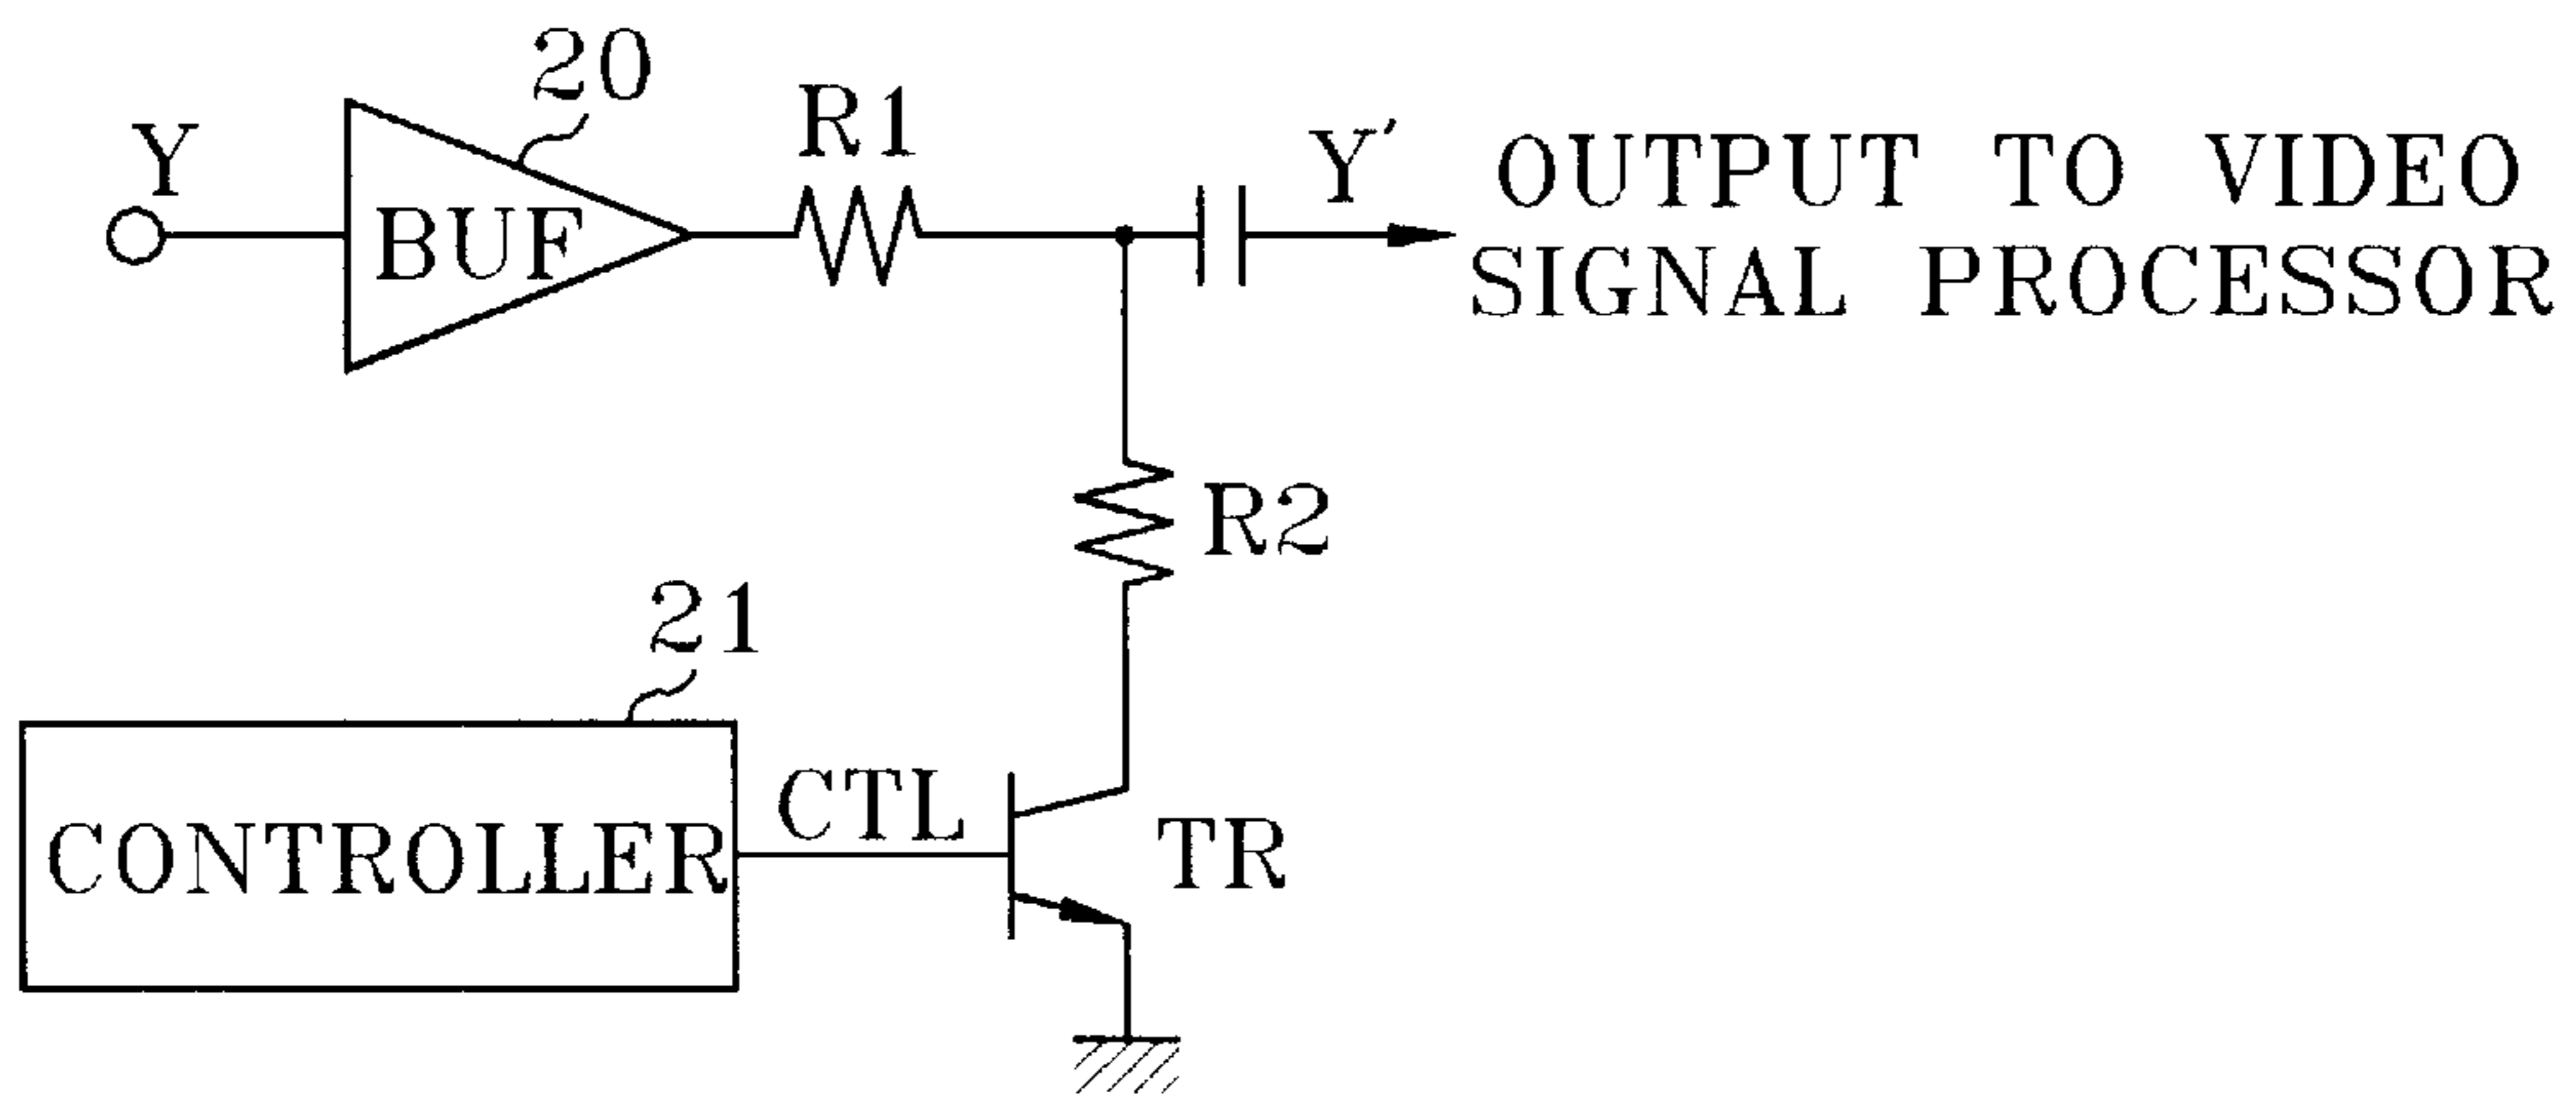 20
R1
Y
BUF
Y' OUTPUT TO VIDEO
SIGNAL PROCESSOR
R2
21
CTL
CONTROLLER
TR